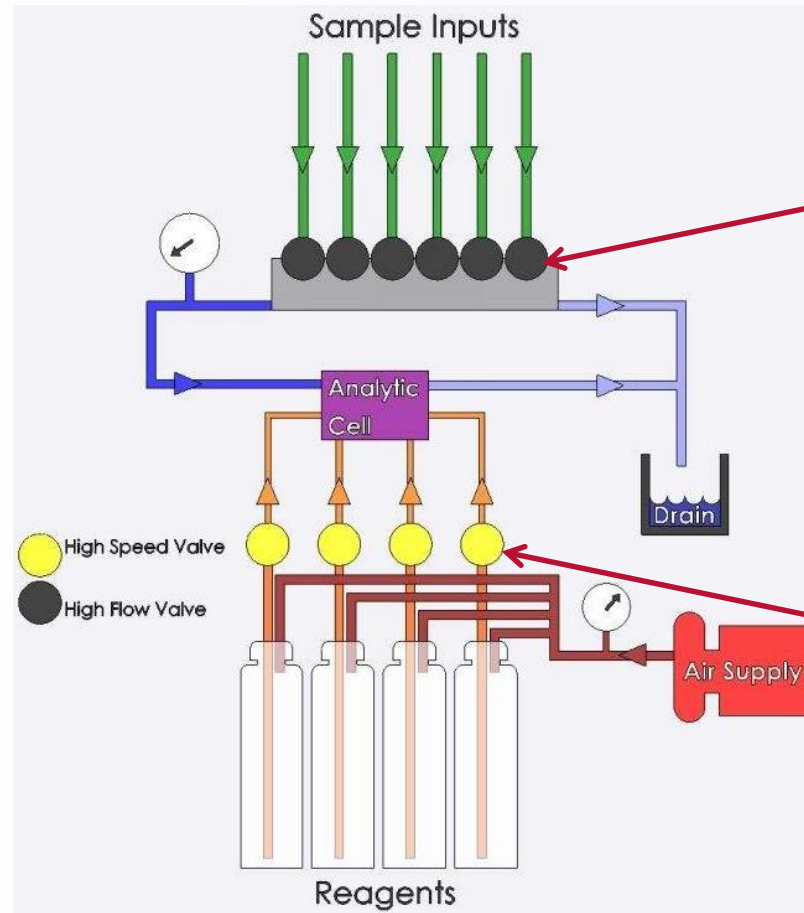 Sample Inputs
Analytic
Cell
Drain
High Speed Valve
High Flow Valve
Air Supply
Reagents